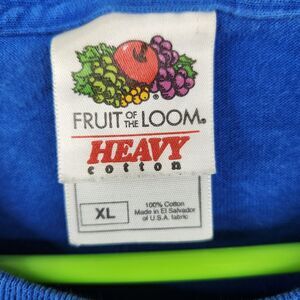 FRUIT OF THE LOOM®
HEAVY
cotton
XL
100% Cotton
Made in El Salvador
of U.S.A. fabric